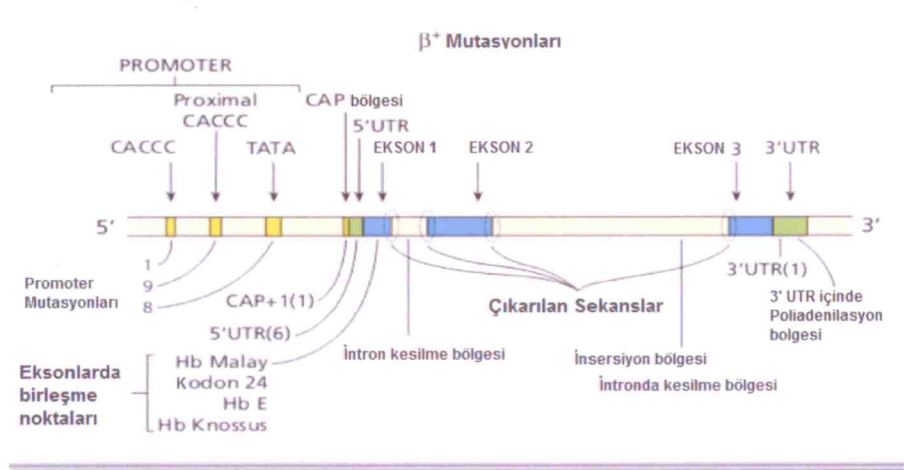 β⁺ Mutasyonları
PROMOTER
Proximal
CACCC
CAP bölgesi
5'UTR
CACCC
TATA
EKSON 1
EKSON 2
EKSON 3
3'UTR
5'
3'
1
9
8
Promoter
Mutasyonları
CAP+1(1)
5'UTR(6)
Çıkarılan Sekanslar
3'UTR(1)
3' UTR içinde
Poliadenilasyon
bolgesi
İntron kesilme bölgesi
İnsersiyon bölgesi
İntronda kesilme bölgesi
Eksonlarda
birleşme
noktaları
Hb Malay
Kodon 24
Hb E
Hb Knossus